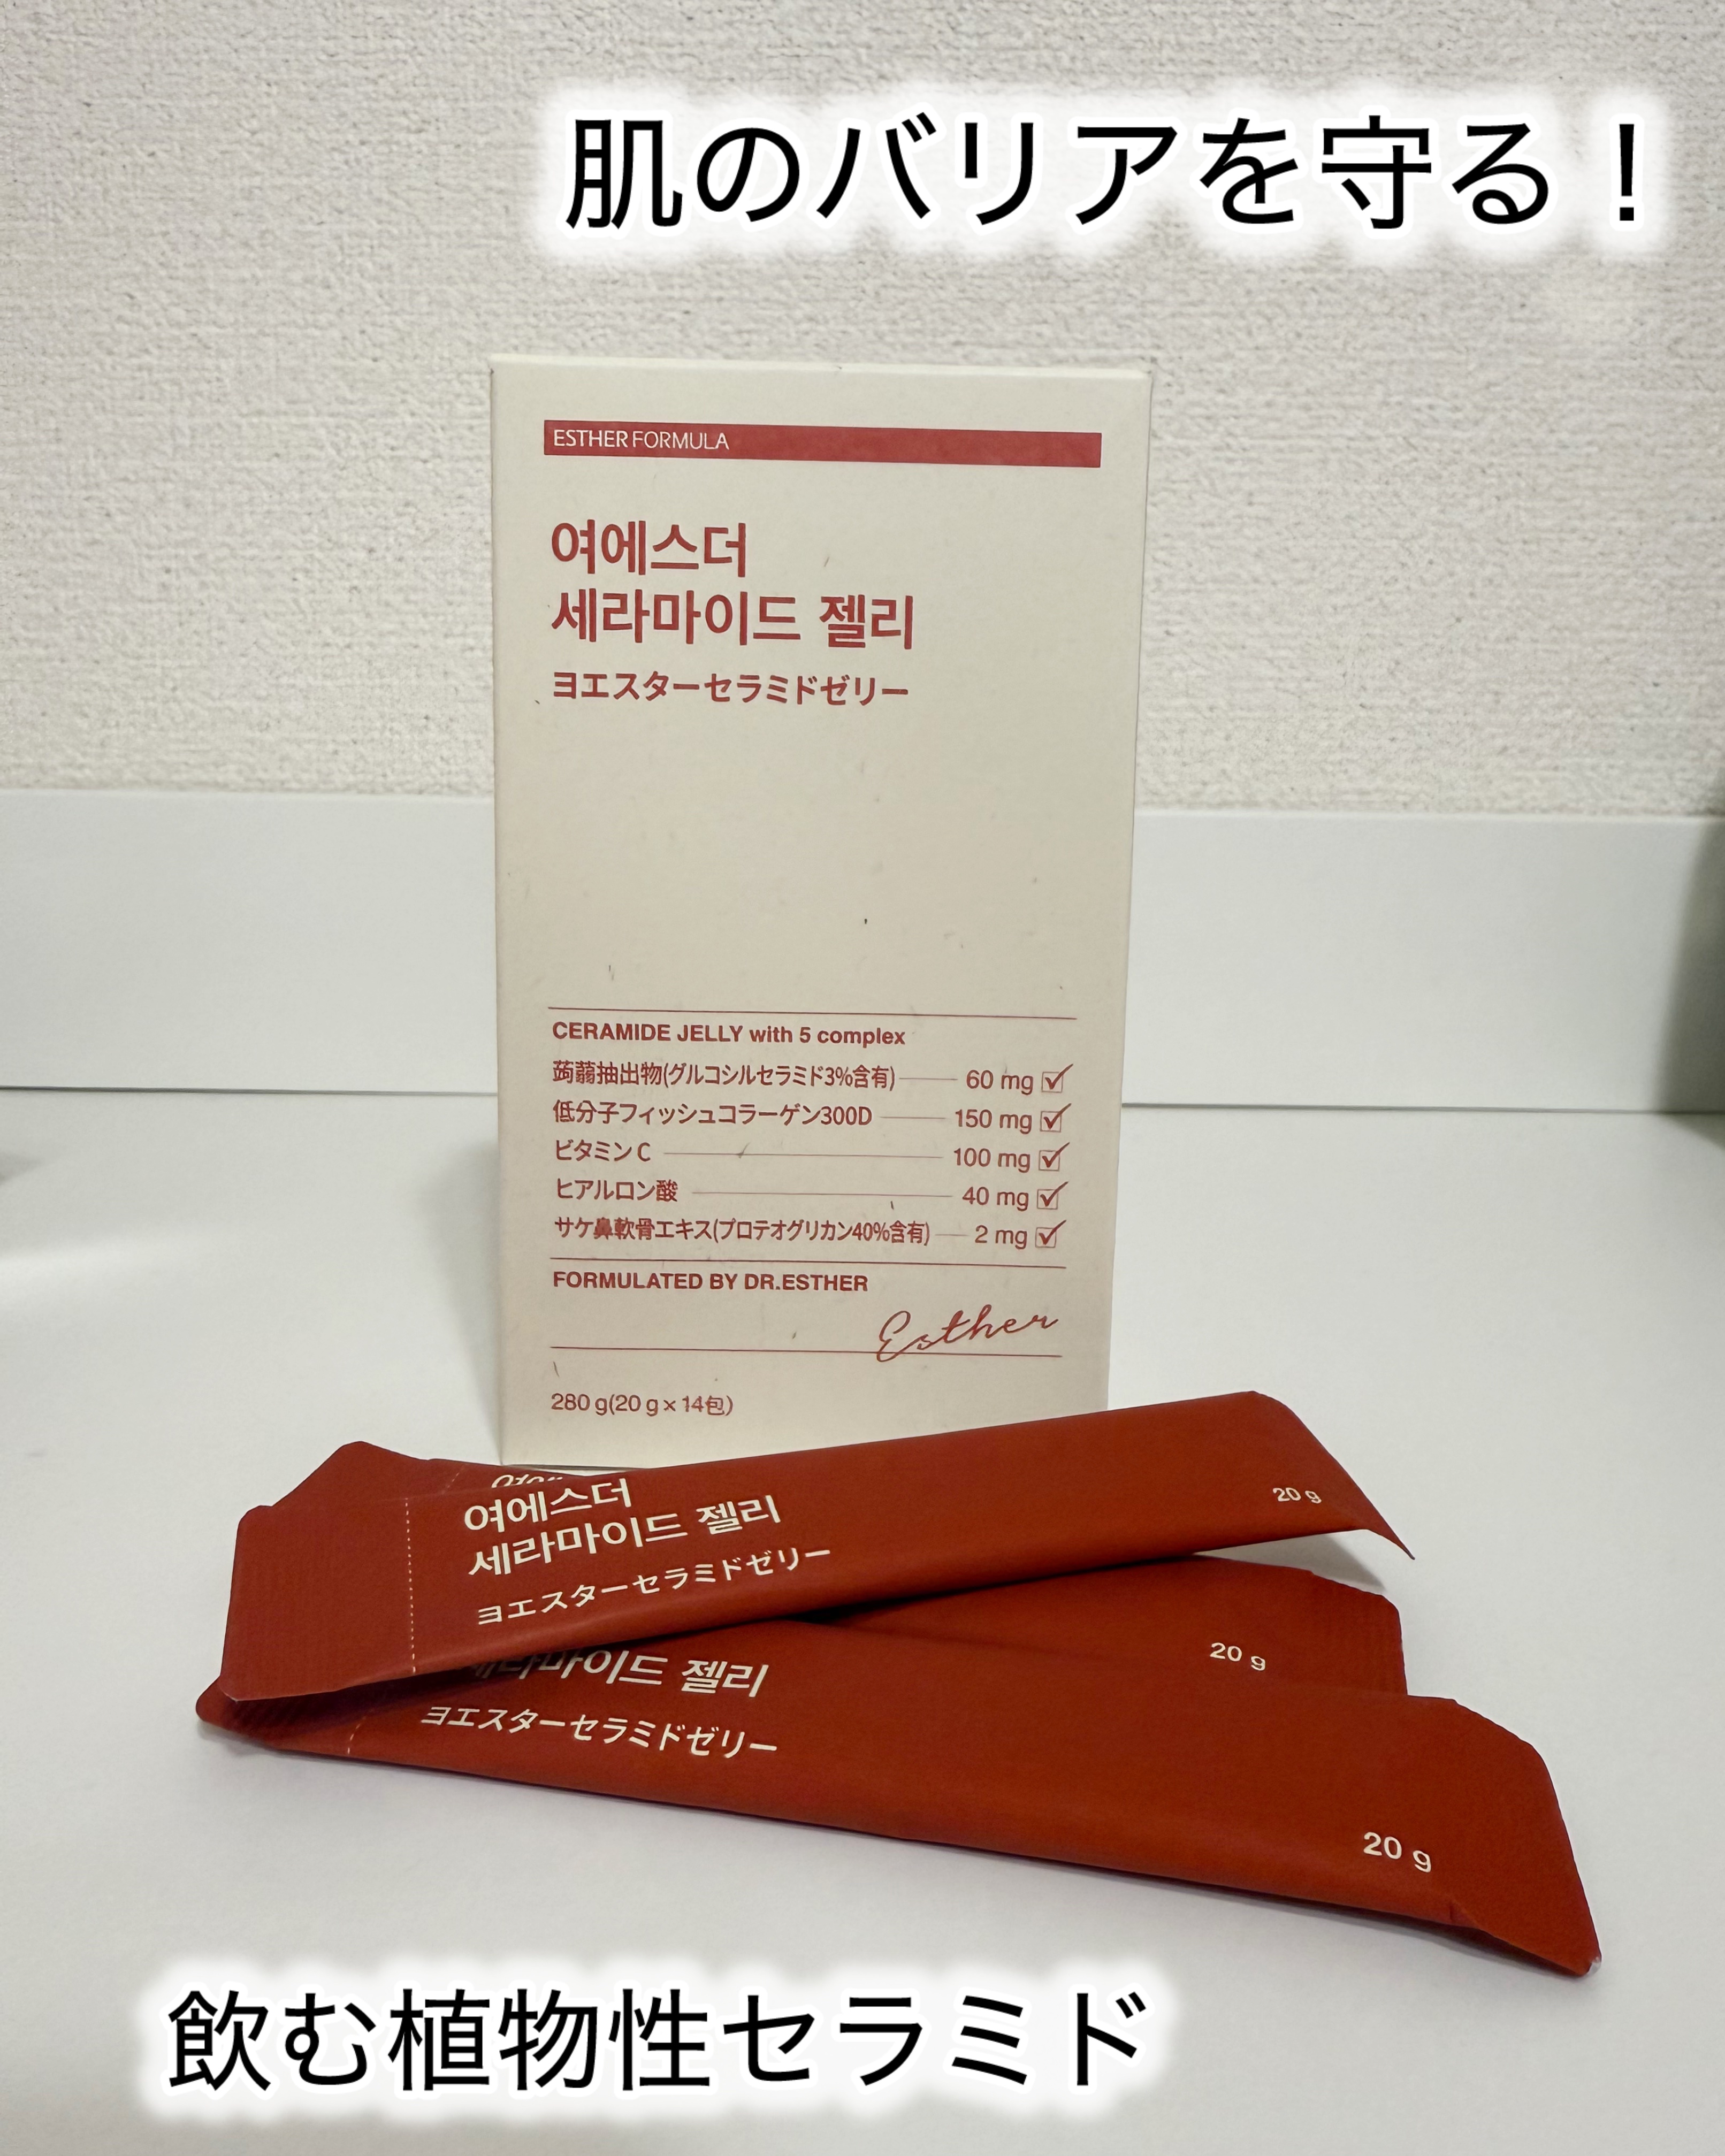 肌のバリアを守る！
ESTHER FORMULA
여에스더
세라마이드 젤리
ヨエスターセラミドゼリー
CERAMIDE JELLY with 5 complex
蒟蒻抽出物(グルコシルセラミド3%含有) 60 mg
低分子フィッシュコラーゲン300D 150 mg
ビタミンC 100 mg
ヒアルロン酸 40 mg
サケ鼻軟骨エキス(プロテオグリカン40%含有) 2 mg
FORMULATED BY DR.ESTHER
Esther
280 g(20 g×14包)
여에스더
세라마이드 젤리
ヨエスターセラミドゼリー
20 g
20 g
젤리
ヨエスターセラミドゼリー
20 g
飲む植物性セラミド